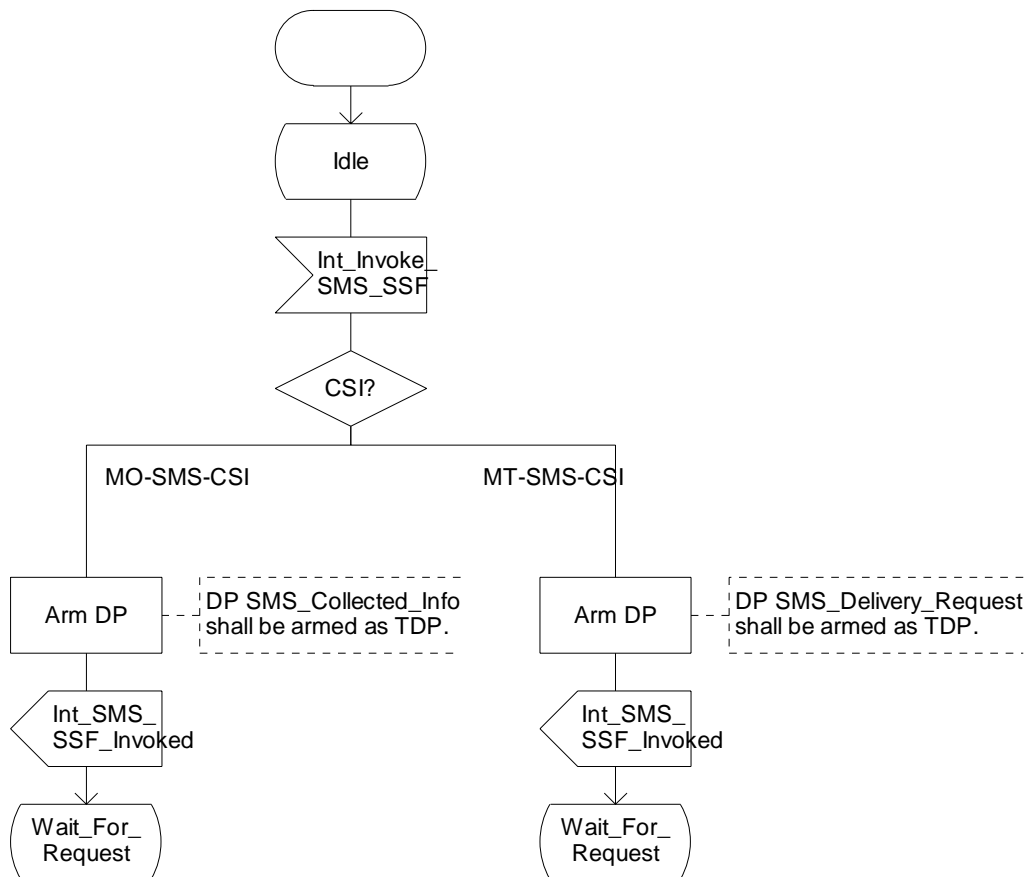 Idle
Int_Invoke_
SMS_SSF
CSI?
MO-SMS-CSI
MT-SMS-CSI
Arm DP
DP SMS_Collected_Info
shall be armed as TDP.
Arm DP
DP SMS_Delivery_Request
shall be armed as TDP.
Int_SMS_
SSF_Invoked
Int_SMS_
SSF_Invoked
Wait_For_
Request
Wait_For_
Request